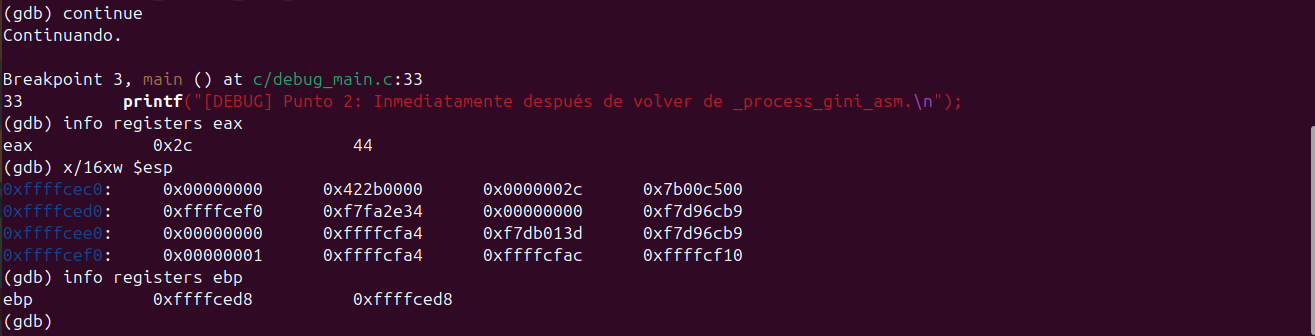 (gdb) continue
Continuando.

Breakpoint 3, main () at c/debug_main.c:33
33          printf("[DEBUG] Punto 2: Inmediatamente después de volver de _process_gini_asm.\n");
(gdb) info registers eax
eax            0x2c                44
(gdb) x/16xw $esp
0xffffcec0:     0x00000000      0x422b0000      0x0000002c      0x7b00c500
0xffffced0:     0xffffcef0      0xf7fa2e34      0x00000000      0xf7d96cb9
0xffffcee0:     0x00000000      0xffffcfa4      0xf7db013d      0xf7d96cb9
0xffffcef0:     0x00000001      0xffffcfa4      0xffffcfac      0xffffcf10
(gdb) info registers ebp
ebp            0xffffced8          0xffffced8
(gdb)